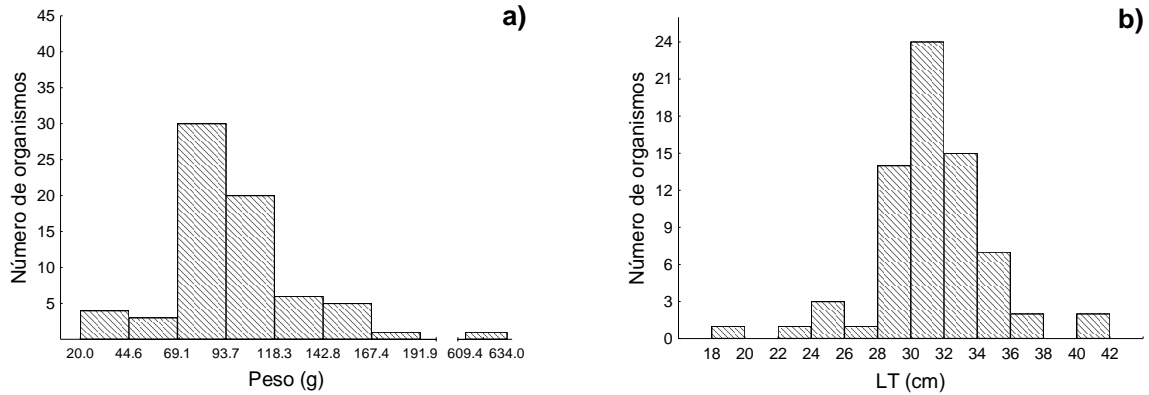 a)
45
40
35
30
25
20
15
10
5
Número de organismos
20.0 44.6 69.1 93.7 118.3 142.8 167.4 191.9 609.4 634.0
Peso (g)
b)
24
21
18
15
12
9
6
3
0
Número de organismos
18 20 22 24 26 28 30 32 34 36 38 40 42
LT (cm)